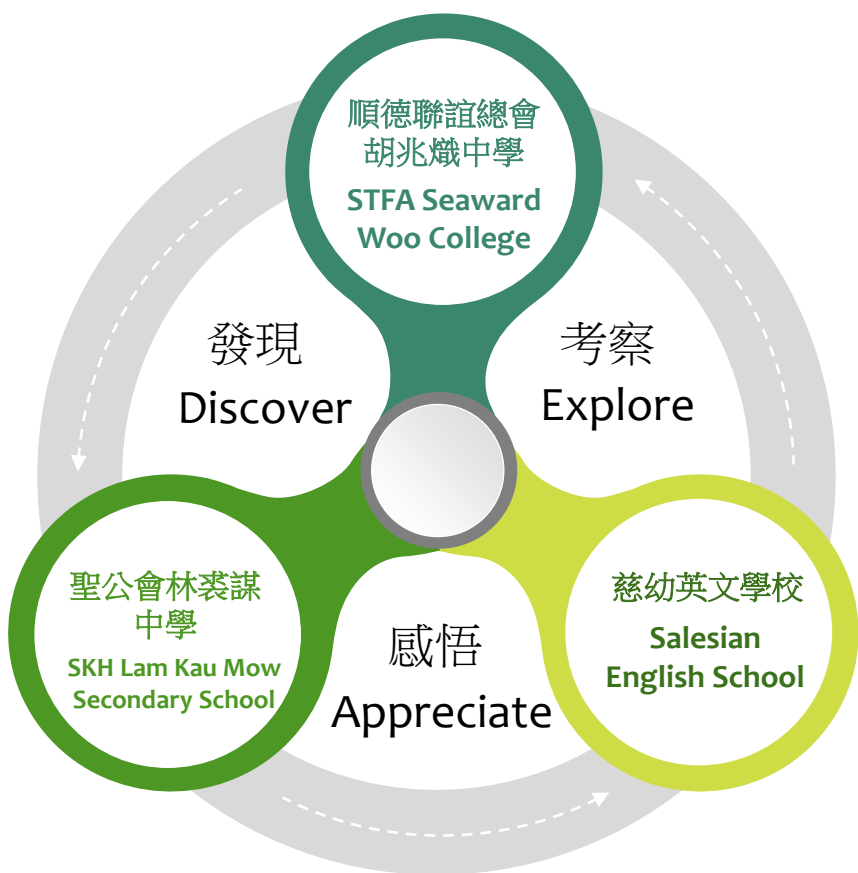 順德聯誼總會
胡兆熾中學
STFA Seaward
Woo College
發現
Discover
考察
Explore
聖公會林裘謀
中學
SKH Lam Kau Mow
Secondary School
感悟
Appreciate
慈幼英文學校
Salesian
English School